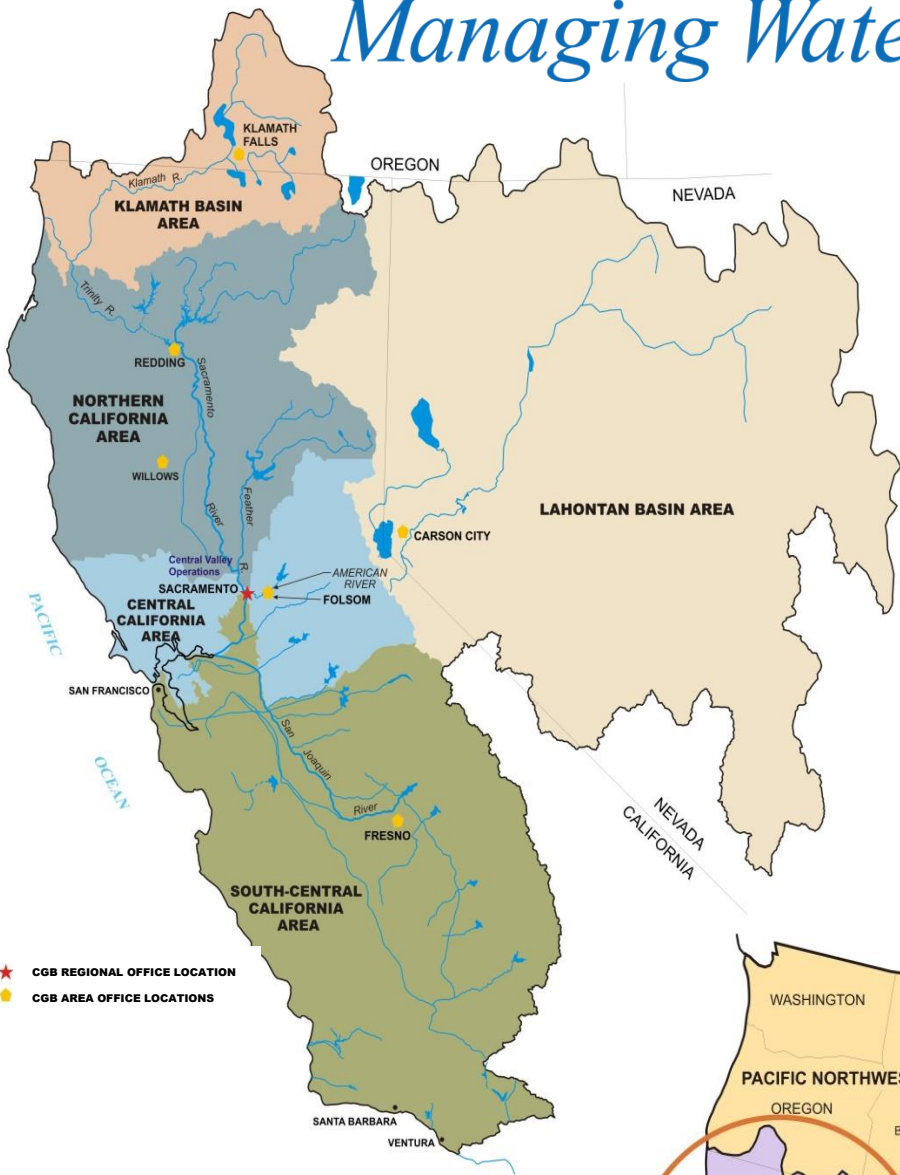 Managing Wate
KLAMATH
FALLS
OREGON
NEVADA
Klamath R.
KLAMATH BASIN
AREA
Trinity R.
REDDING
Sacramento
River
NORTHERN
CALIFORNIA
AREA
WILLOWS
Feather
R.
LAHONTAN BASIN AREA
CARSON CITY
Central Valley
Operations
AMERICAN
RIVER
SACRAMENTO
FOLSOM
CENTRAL
CALIFORNIA
AREA
PACIFIC
OCEAN
SAN FRANCISCO
San
Joaquin
River
FRESNO
NEVADA
CALIFORNIA
SOUTH-CENTRAL
CALIFORNIA
AREA
CGB REGIONAL OFFICE LOCATION
CGB AREA OFFICE LOCATIONS
SANTA BARBARA
VENTURA
WASHINGTON
PACIFIC NORTHWES
OREGON
B